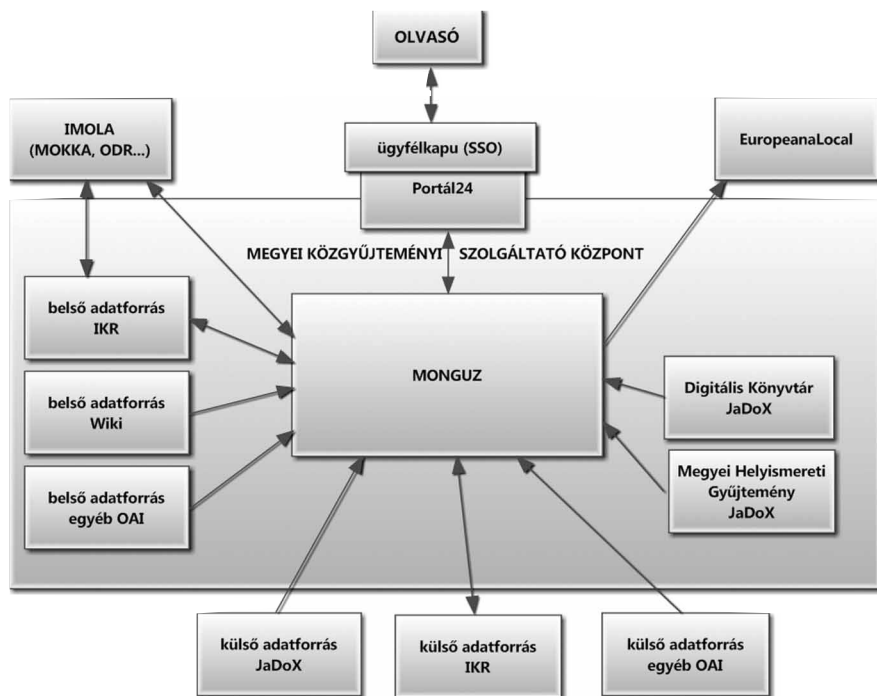 OLVASÓ
IMOLA
(MOKKA, ODR...)
ügyfélkapu (SSO)
EuropeanaLocal
Portál24
MEGYEI KÖZGYŰJTEMÉNYI SZOLGÁLTATÓ KÖZPONT
belső adatforrás
IKR
MONGUZ
belső adatforrás
Wiki
Digitális Könyvtár
JaDoX
belső adatforrás
egyéb OAI
Megyei Helyismereti
Gyűjtemény
JaDoX
külső adatforrás
JaDoX
külső adatforrás
IKR
külső adatforrás
egyéb OAI